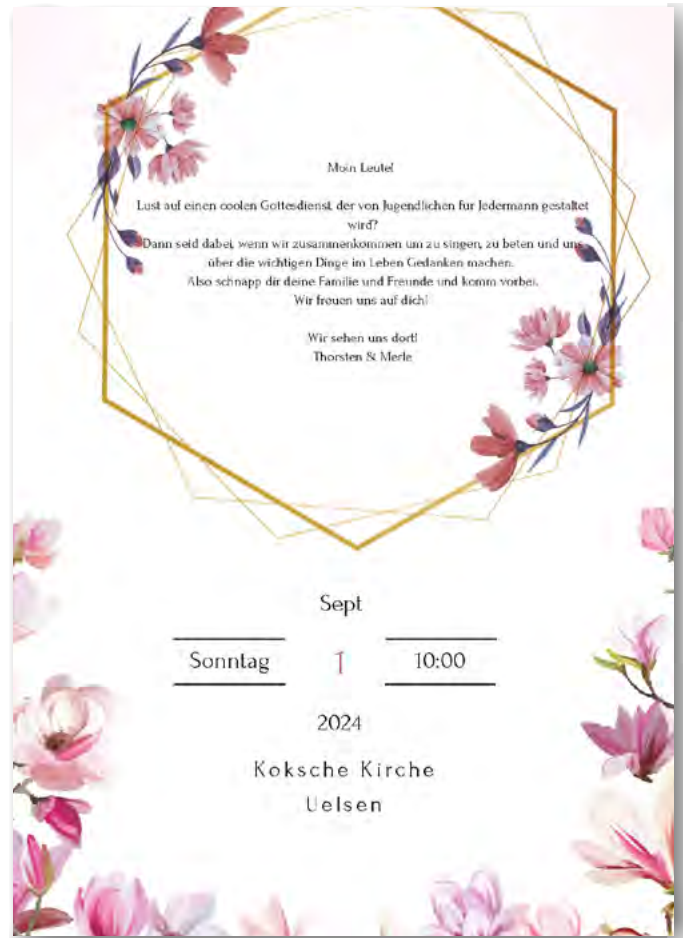 Moin Leute!
Lust auf einen coolen Gottesdienst, der von Jugendlichen für Jedermann gestaltet
wird?
Dann seid dabei, wenn wir zusammenkommen um zu singen, zu beten und uns
über die wichtigen Dinge im Leben Gedanken machen.
Also schnapp dir deine Familie und Freunde und komm vorbei.
Wir freuen uns auf dich!
Wir sehen uns dort!
Thorsten & Merle
Sept
Sonntag 1 10:00
2024
Koksche Kirche
Uelsen